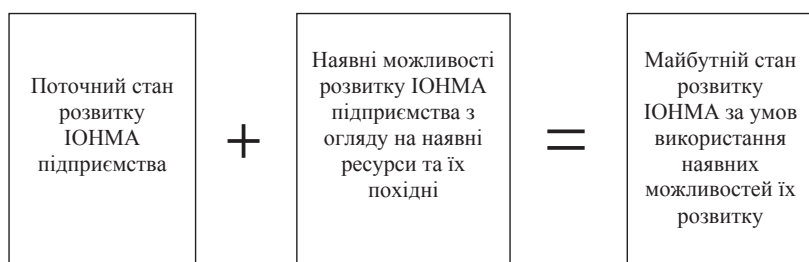 Поточний стан
розвитку
ІОНМА
підприємства
+
Наявні можливості
розвитку ІОНМА
підприємства з
огляду на наявні
ресурси та їх
похідні
=
Майбутній стан
розвитку
ІОНМА за умов
використання
наявних
можливостей їх
розвитку